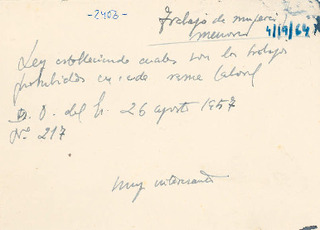 -2403-
Trabajo de mujeres
menores
4/19/64
Ley estableciendo cuales son los trabajos
prohibidos en cada rama laboral
D. O. del h. 26 agosto 1957
Nº 217
muy interesante